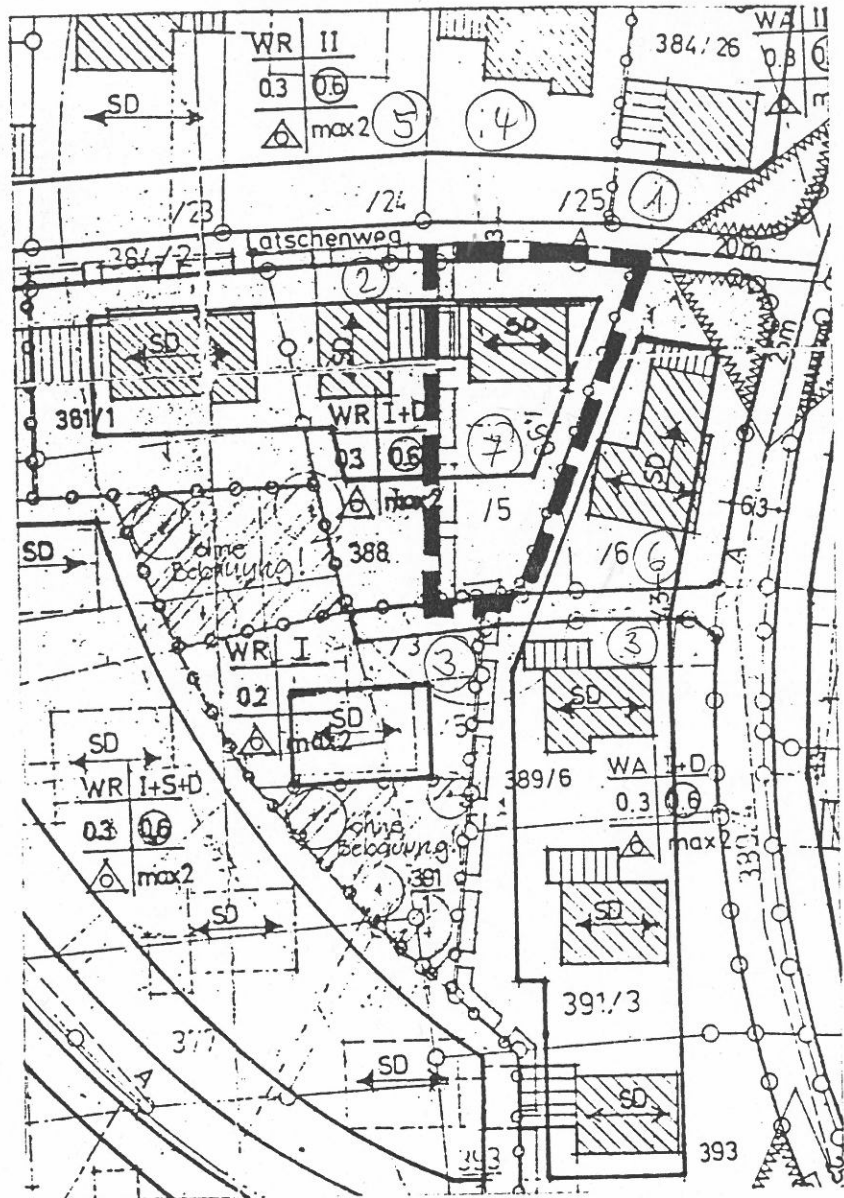 WR II
0.3 0.6
max 2
SD
5
4
384/26
WA II
0.3
/23
/24
/25
1
Latschenweg
3
A
20m
2
SD
SD
SD
381/1
WR I+D
0.3 0.6
max 2
7
/5
SD
6,3
A
SD
ohne
Bebauung!
388
/6
6
/3
3
3
WR I
0.2
max 2
SD
SD
SD
WR I+S+D
0.3 0.6
max 2
389/6
WA I+D
0.3 0.6
max 2
ohne
Bebauung!
391
SD
SD
391/3
377
A
SD
SD
393
393